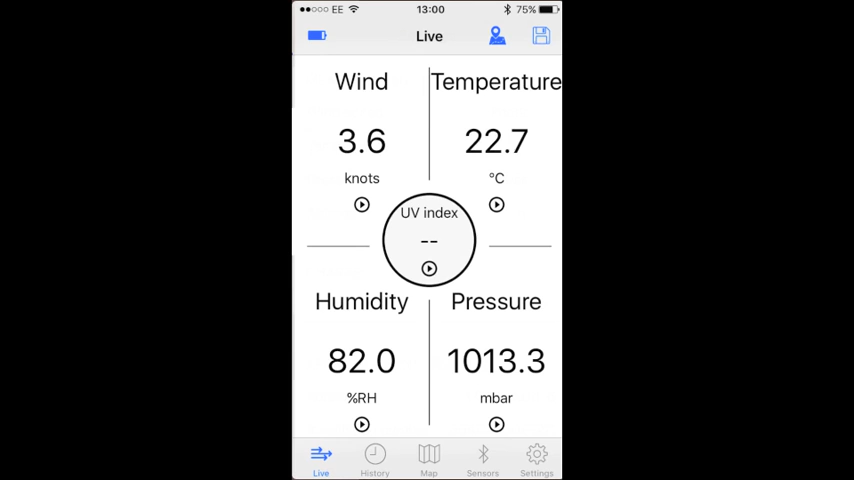 EE 13:00 75%
Live
Wind
3.6
knots
Temperature
22.7
°C
UV index
--
Humidity
82.0
%RH
Pressure
1013.3
mbar
Live History Map Sensors Settings